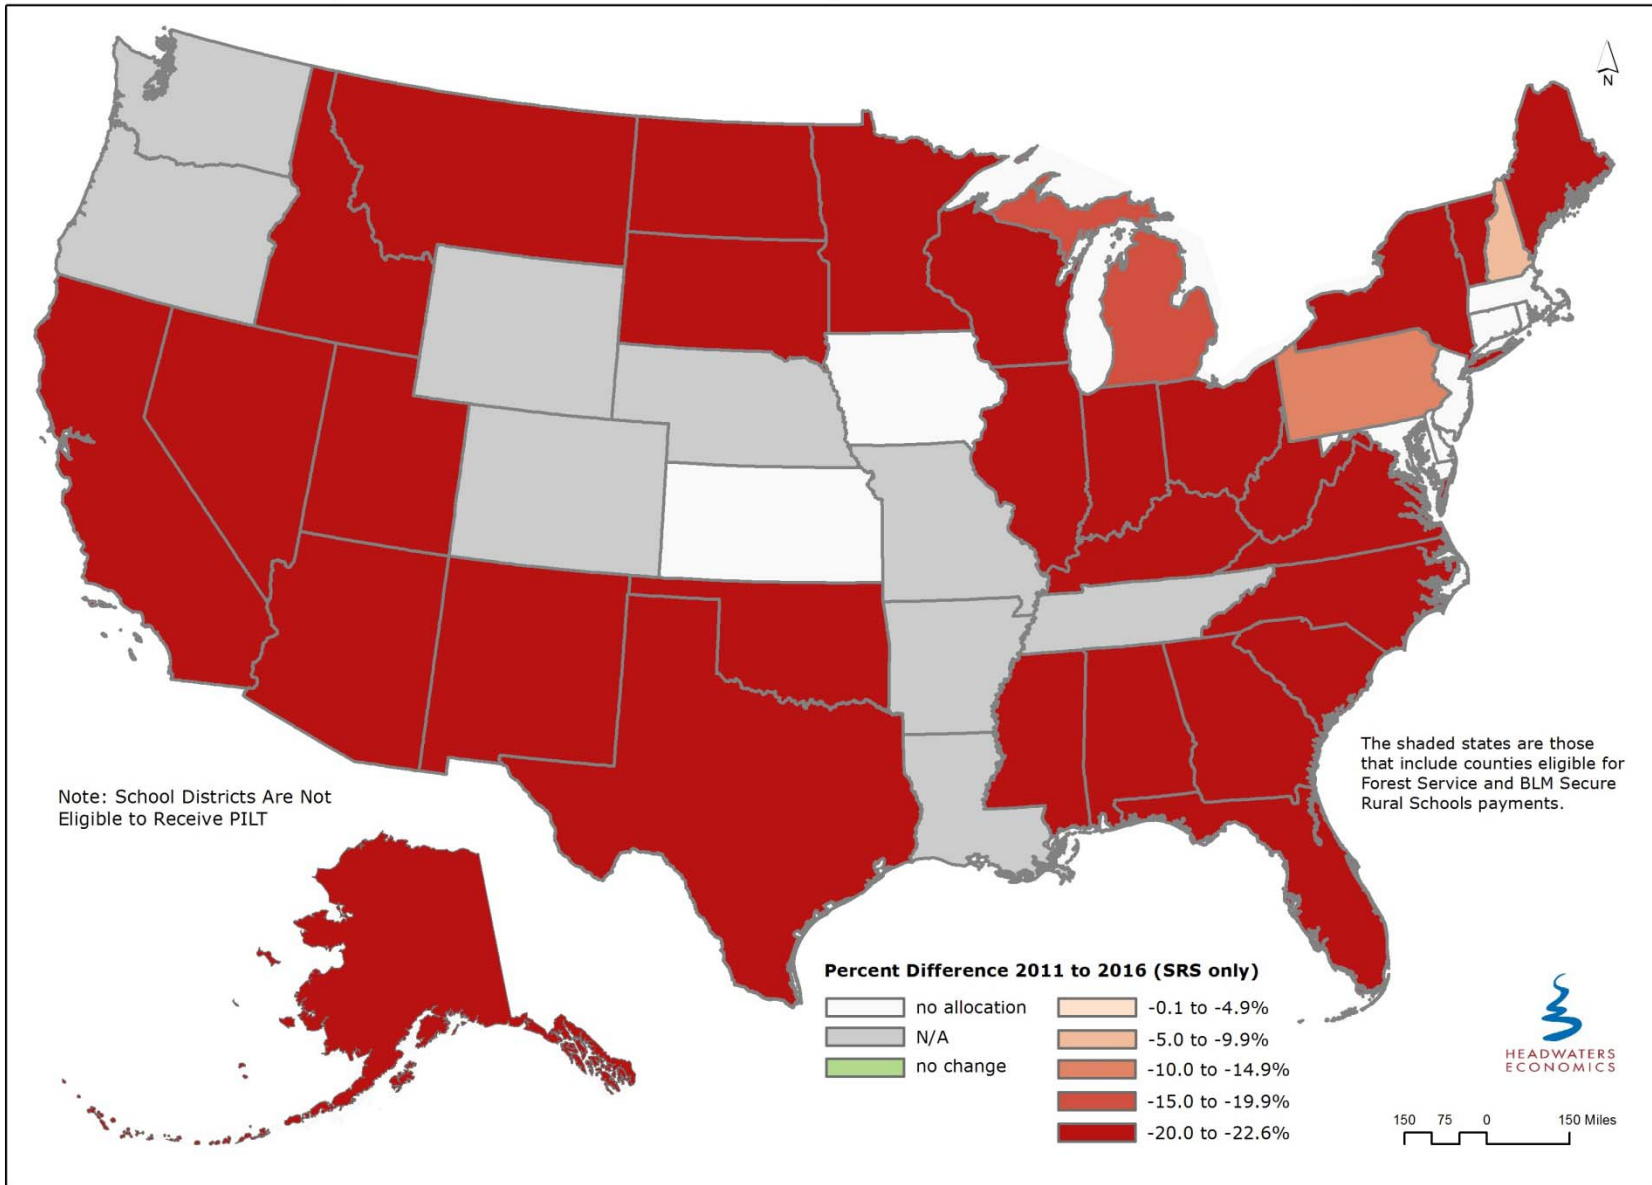 N
The shaded states are those
that include counties eligible for
Forest Service and BLM Secure
Rural Schools payments.
Note: School Districts Are Not
Eligible to Receive PILT
Percent Difference 2011 to 2016 (SRS only)
no allocation
N/A
no change
-0.1 to -4.9%
-5.0 to -9.9%
-10.0 to -14.9%
-15.0 to -19.9%
-20.0 to -22.6%
HEADWATERS
ECONOMICS
150 75 0 150 Miles